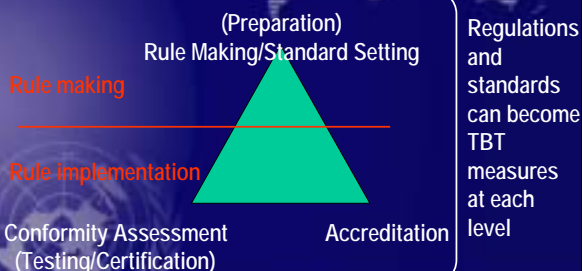 (Preparation)
Rule Making/Standard Setting
Rule making
Rule implementation
Conformity Assessment
(Testing/Certification)
Accreditation
Regulations
and
standards
can become
TBT
measures
at each
level